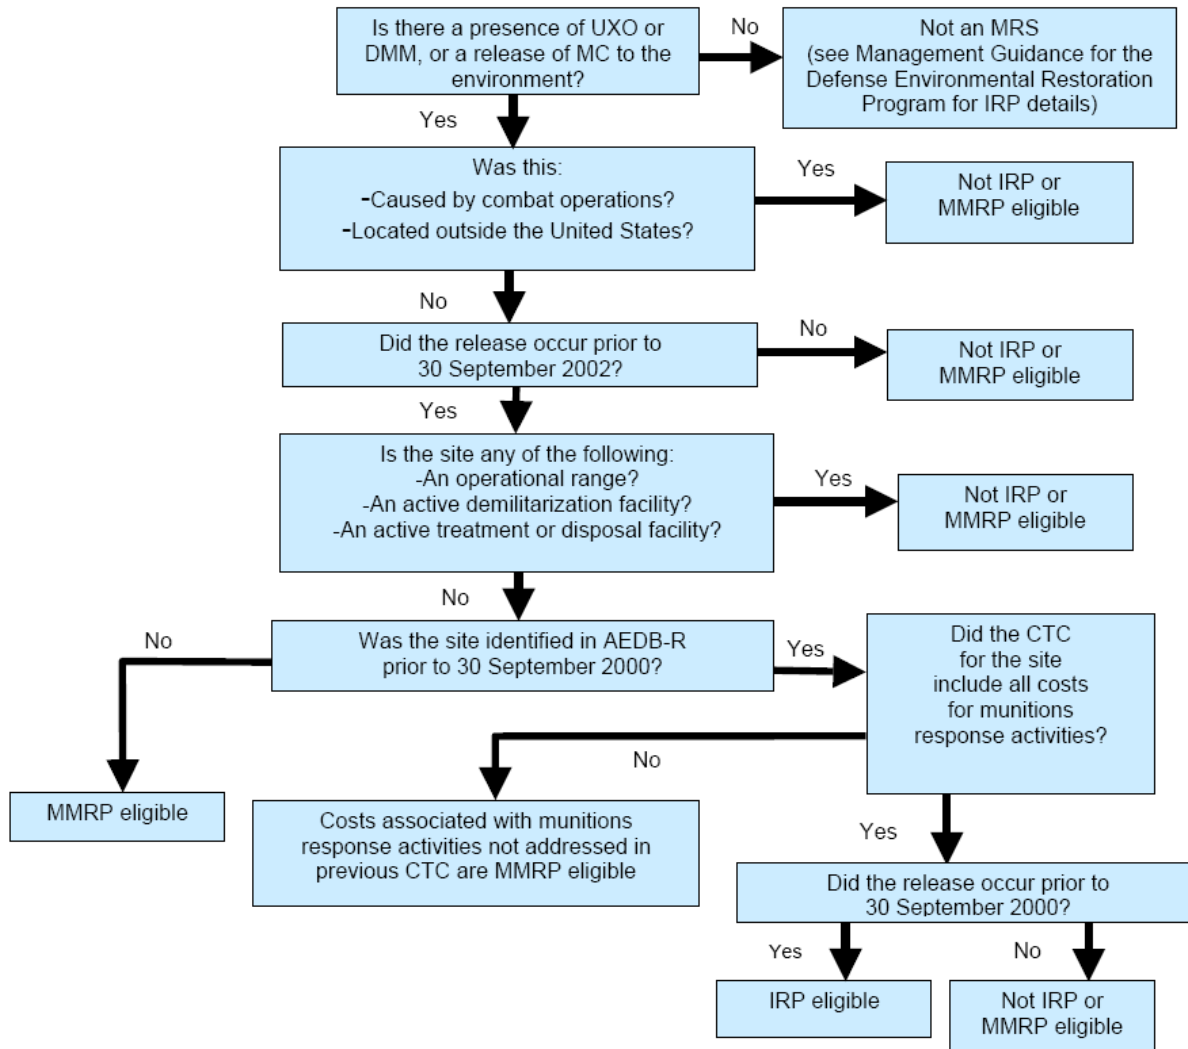 Is there a presence of UXO or
DMM, or a release of MC to the
environment?
No
Not an MRS
(see Management Guidance for the
Defense Environmental Restoration
Program for IRP details)
Yes
Was this:
-Caused by combat operations?
-Located outside the United States?
Yes
Not IRP or
MMRP eligible
No
Did the release occur prior to
30 September 2002?
No
Not IRP or
MMRP eligible
Yes
Is the site any of the following:
-An operational range?
-An active demilitarization facility?
-An active treatment or disposal facility?
Yes
Not IRP or
MMRP eligible
No
Was the site identified in AEDB-R
prior to 30 September 2000?
No
Yes
Did the CTC
for the site
include all costs
for munitions
response activities?
No
MMRP eligible
Costs associated with munitions
response activities not addressed in
previous CTC are MMRP eligible
Yes
Did the release occur prior to
30 September 2000?
Yes
No
IRP eligible
Not IRP or
MMRP eligible